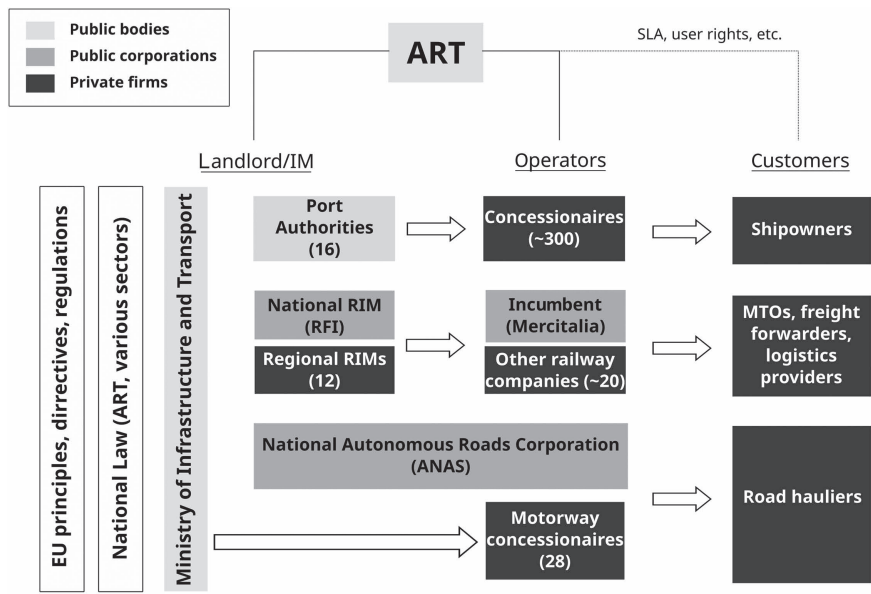 Public bodies
Public corporations
Private firms
ART
SLA, user rights, etc.
Landlord/IM
Operators
Customers
EU principles, dirrectives, regulations
National Law (ART, various sectors)
Ministry of Infrastructure and Transport
Port
Authorities
(16)
Concessionaires
(~300)
Shipowners
National RIM
(RFI)
Regional RIMs
(12)
Incumbent
(Mercitalia)
Other railway
companies (~20)
MTOs, freight
forwarders,
logistics
providers
National Autonomous Roads Corporation
(ANAS)
Motorway
concessionaires
(28)
Road hauliers